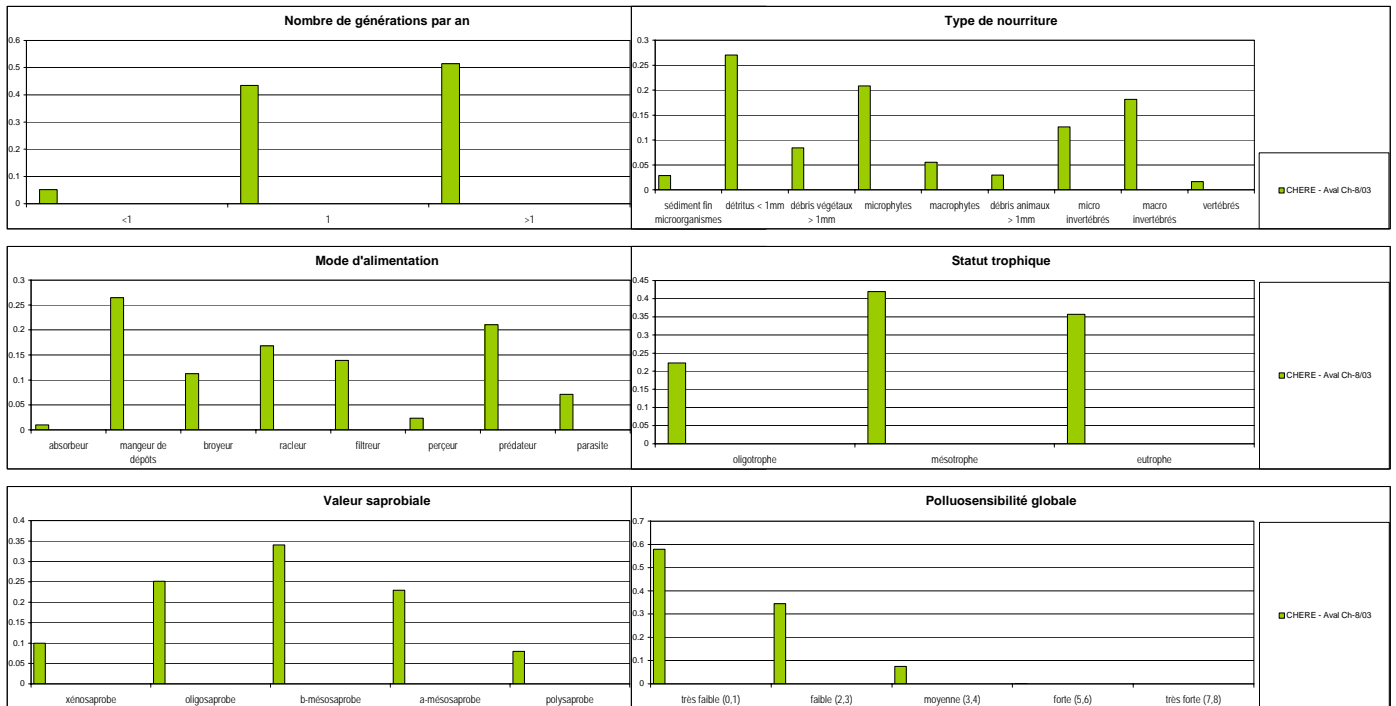 Nombre de générations par an
0.6
0.5
0.4
0.3
0.2
0.1
0
<1 1 >1
Type de nourriture
0.3
0.25
0.2
0.15
0.1
0.05
0
sédiment fin détritus < 1mm débris végétaux microphytes macrophytes débris animaux micro macro vertébrés
microorganismes > 1mm > 1mm invertébrés invertébrés
CHERE - Aval Ch-8/03
Mode d'alimentation
0.3
0.25
0.2
0.15
0.1
0.05
0
absorbeur mangeur de broyeur racleur filtreur perçeur prédateur parasite
dépôts
Statut trophique
0.45
0.4
0.35
0.3
0.25
0.2
0.15
0.1
0.05
0
oligotrophe mésotrophe eutrophe
CHERE - Aval Ch-8/03
Valeur saprobiale
0.4
0.35
0.3
0.25
0.2
0.15
0.1
0.05
0
xénosaprobe oligosaprobe b-mésosaprobe a-mésosaprobe polysaprobe
Polluosensibilité globale
0.7
0.6
0.5
0.4
0.3
0.2
0.1
0
très faible (0,1) faible (2,3) moyenne (3,4) forte (5,6) très forte (7,8)
CHERE - Aval Ch-8/03